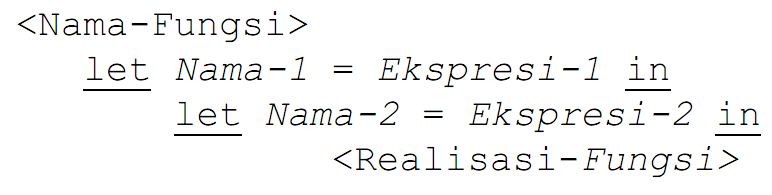 <Nama-Fungsi>
let Nama-1 = Ekspresi-1 in
let Nama-2 = Ekspresi-2 in
<Realisasi-Fungsi>